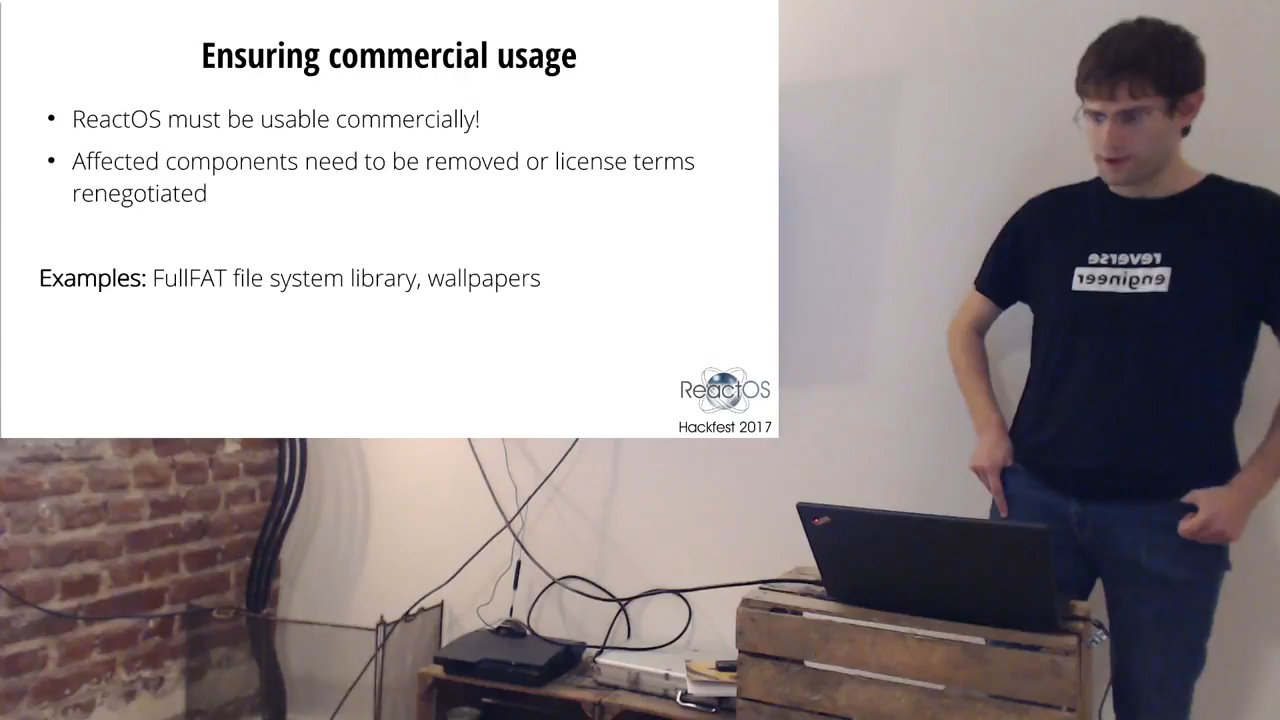 Ensuring commercial usage
• ReactOS must be usable commercially!
• Affected components need to be removed or license terms
renegotiated
Examples: FullFAT file system library, wallpapers
ReactOS
Hackfest 2017
reverse
engineer